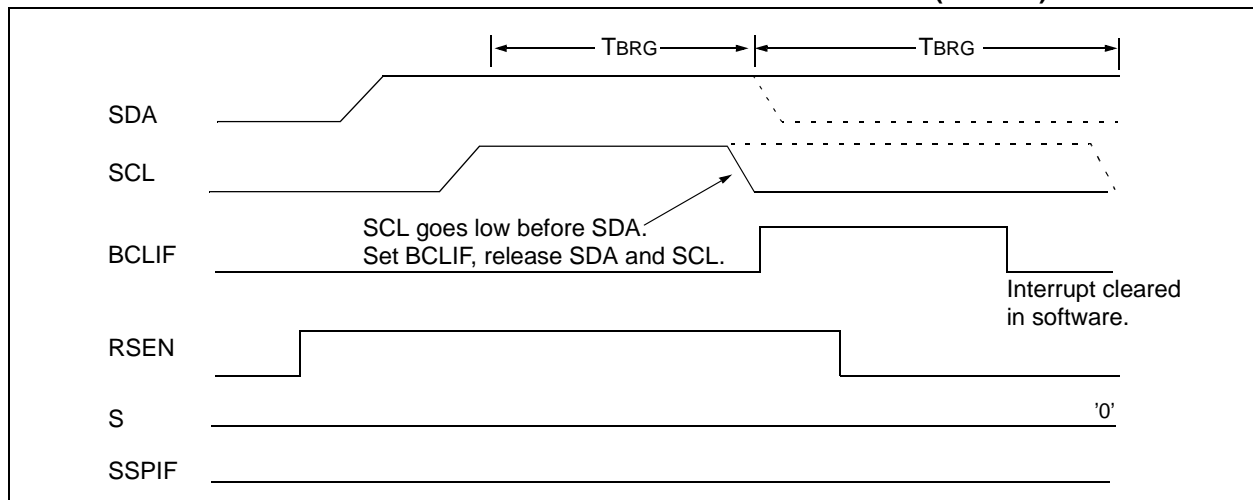 TBRG
TBRG
SDA
SCL
SCL goes low before SDA.
Set BCLIF, release SDA and SCL.
BCLIF
Interrupt cleared
in software.
RSEN
S
'0'
SSPIF